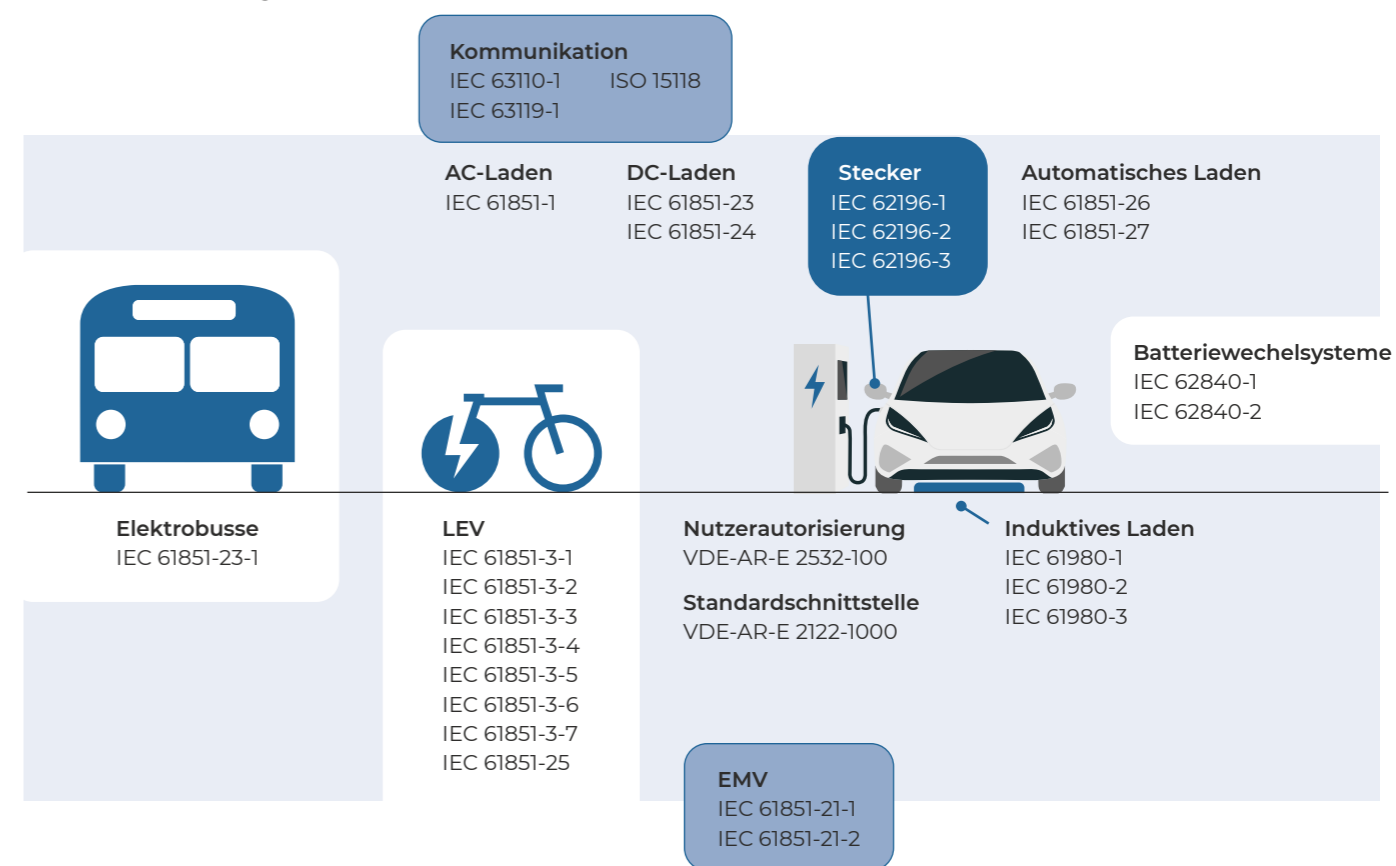 Kommunikation
IEC 63110-1 ISO 15118
IEC 63119-1
AC-Laden
IEC 61851-1
DC-Laden
IEC 61851-23
IEC 61851-24
Stecker
IEC 62196-1
IEC 62196-2
IEC 62196-3
Automatisches Laden
IEC 61851-26
IEC 61851-27
Batteriewechelsysteme
IEC 62840-1
IEC 62840-2
Elektrobusse
IEC 61851-23-1
LEV
IEC 61851-3-1
IEC 61851-3-2
IEC 61851-3-3
IEC 61851-3-4
IEC 61851-3-5
IEC 61851-3-6
IEC 61851-3-7
IEC 61851-25
Nutzerautorisierung
VDE-AR-E 2532-100
Standardschnittstelle
VDE-AR-E 2122-1000
Induktives Laden
IEC 61980-1
IEC 61980-2
IEC 61980-3
EMV
IEC 61851-21-1
IEC 61851-21-2